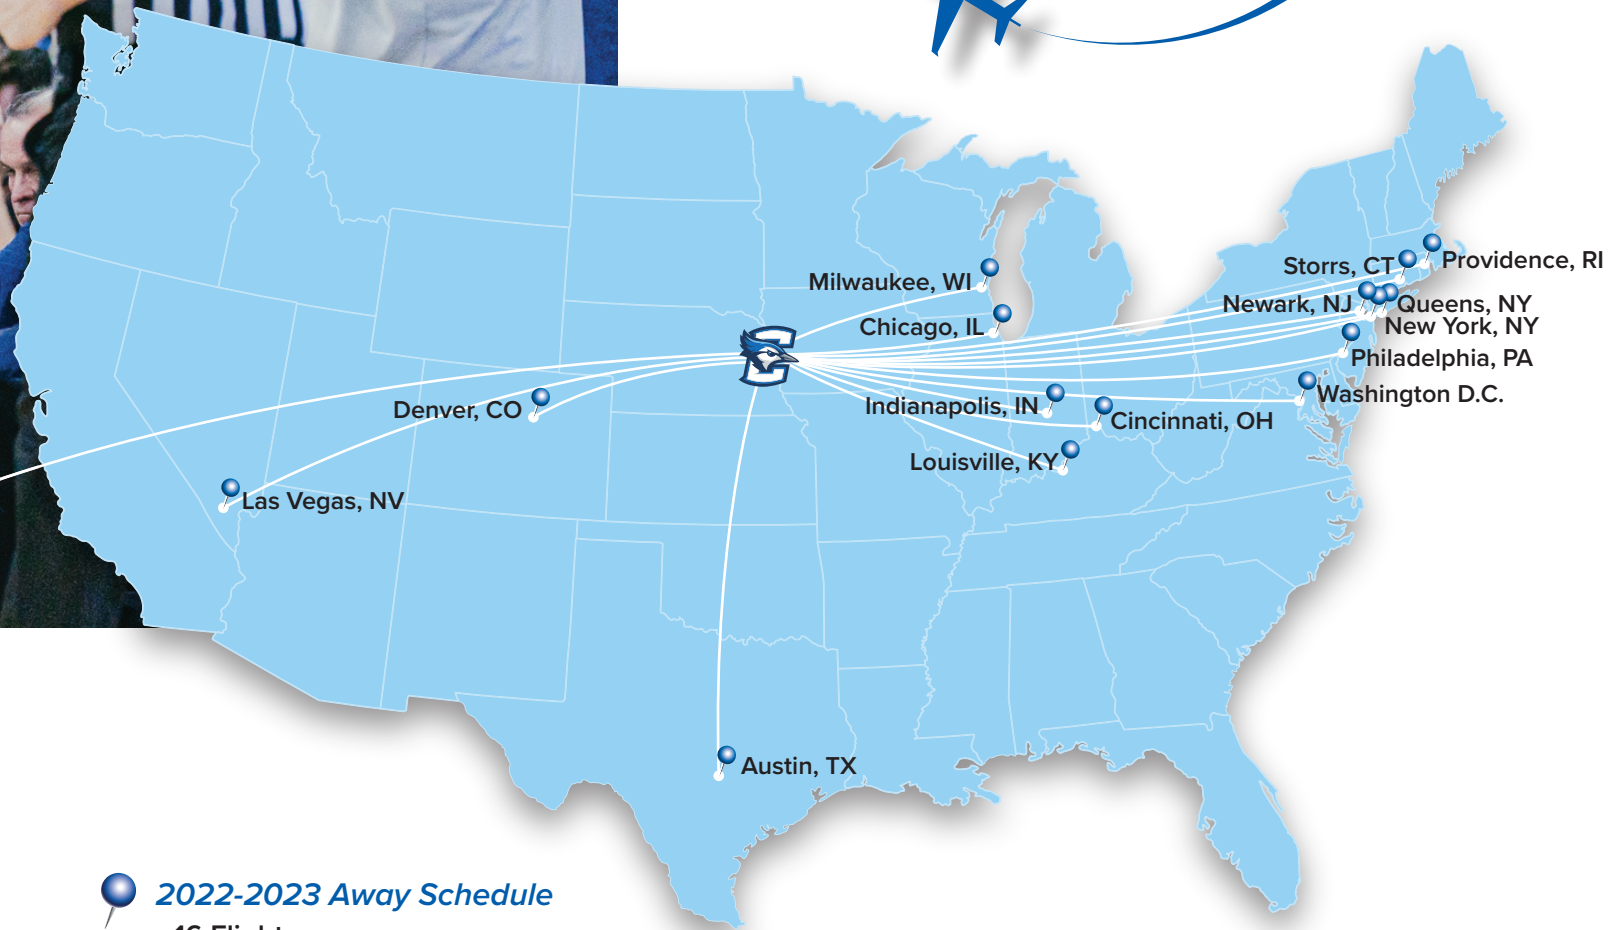 Milwaukee, WI
Chicago, IL
Storrs, CT
Providence, RI
Newark, NJ
Queens, NY
New York, NY
Philadelphia, PA
Washington D.C.
Denver, CO
Indianapolis, IN
Cincinnati, OH
Louisville, KY
Las Vegas, NV
Austin, TX
2022-2023 Away Schedule